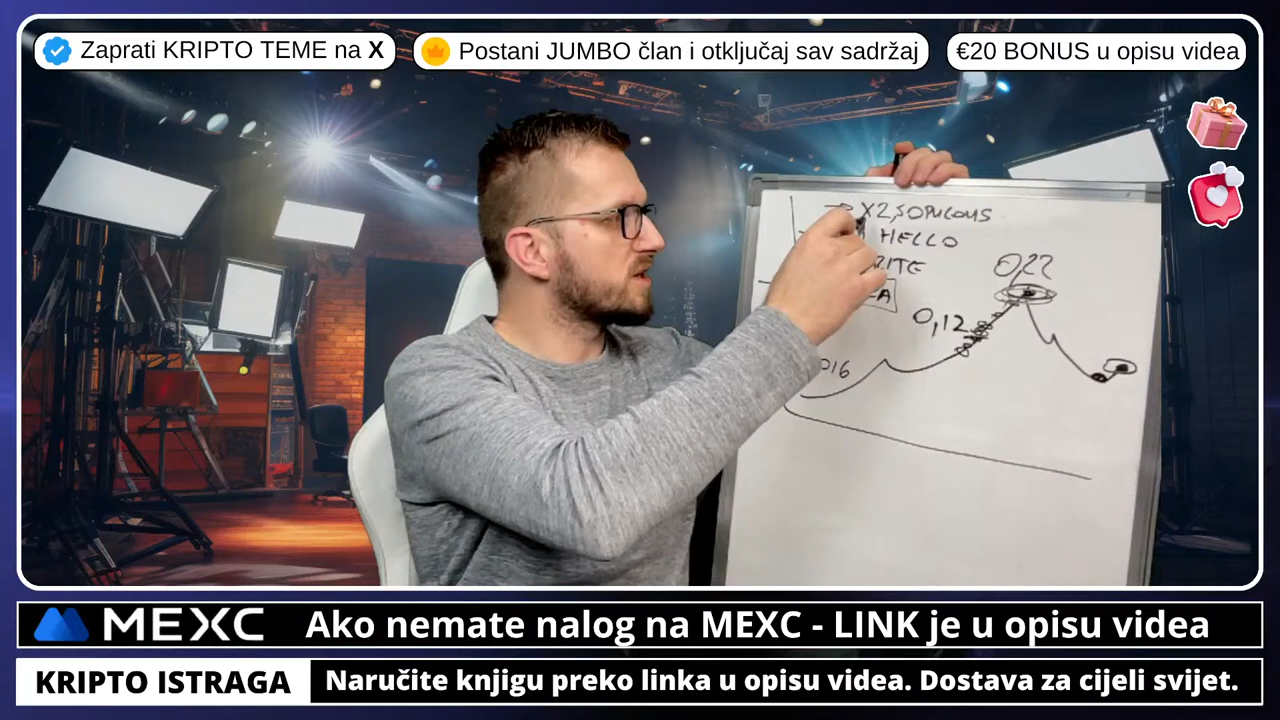 Zaprati KRIPTO TEME na X
Postani JUMBO član i otključaj sav sadržaj
€20 BONUS u opisu videa
HELLO
0,22
0,12
MEXC Ako nemate nalog na MEXC - LINK je u opisu videa
KRIPTO ISTRAGA Naručite knjigu preko linka u opisu videa. Dostava za cijeli svijet.